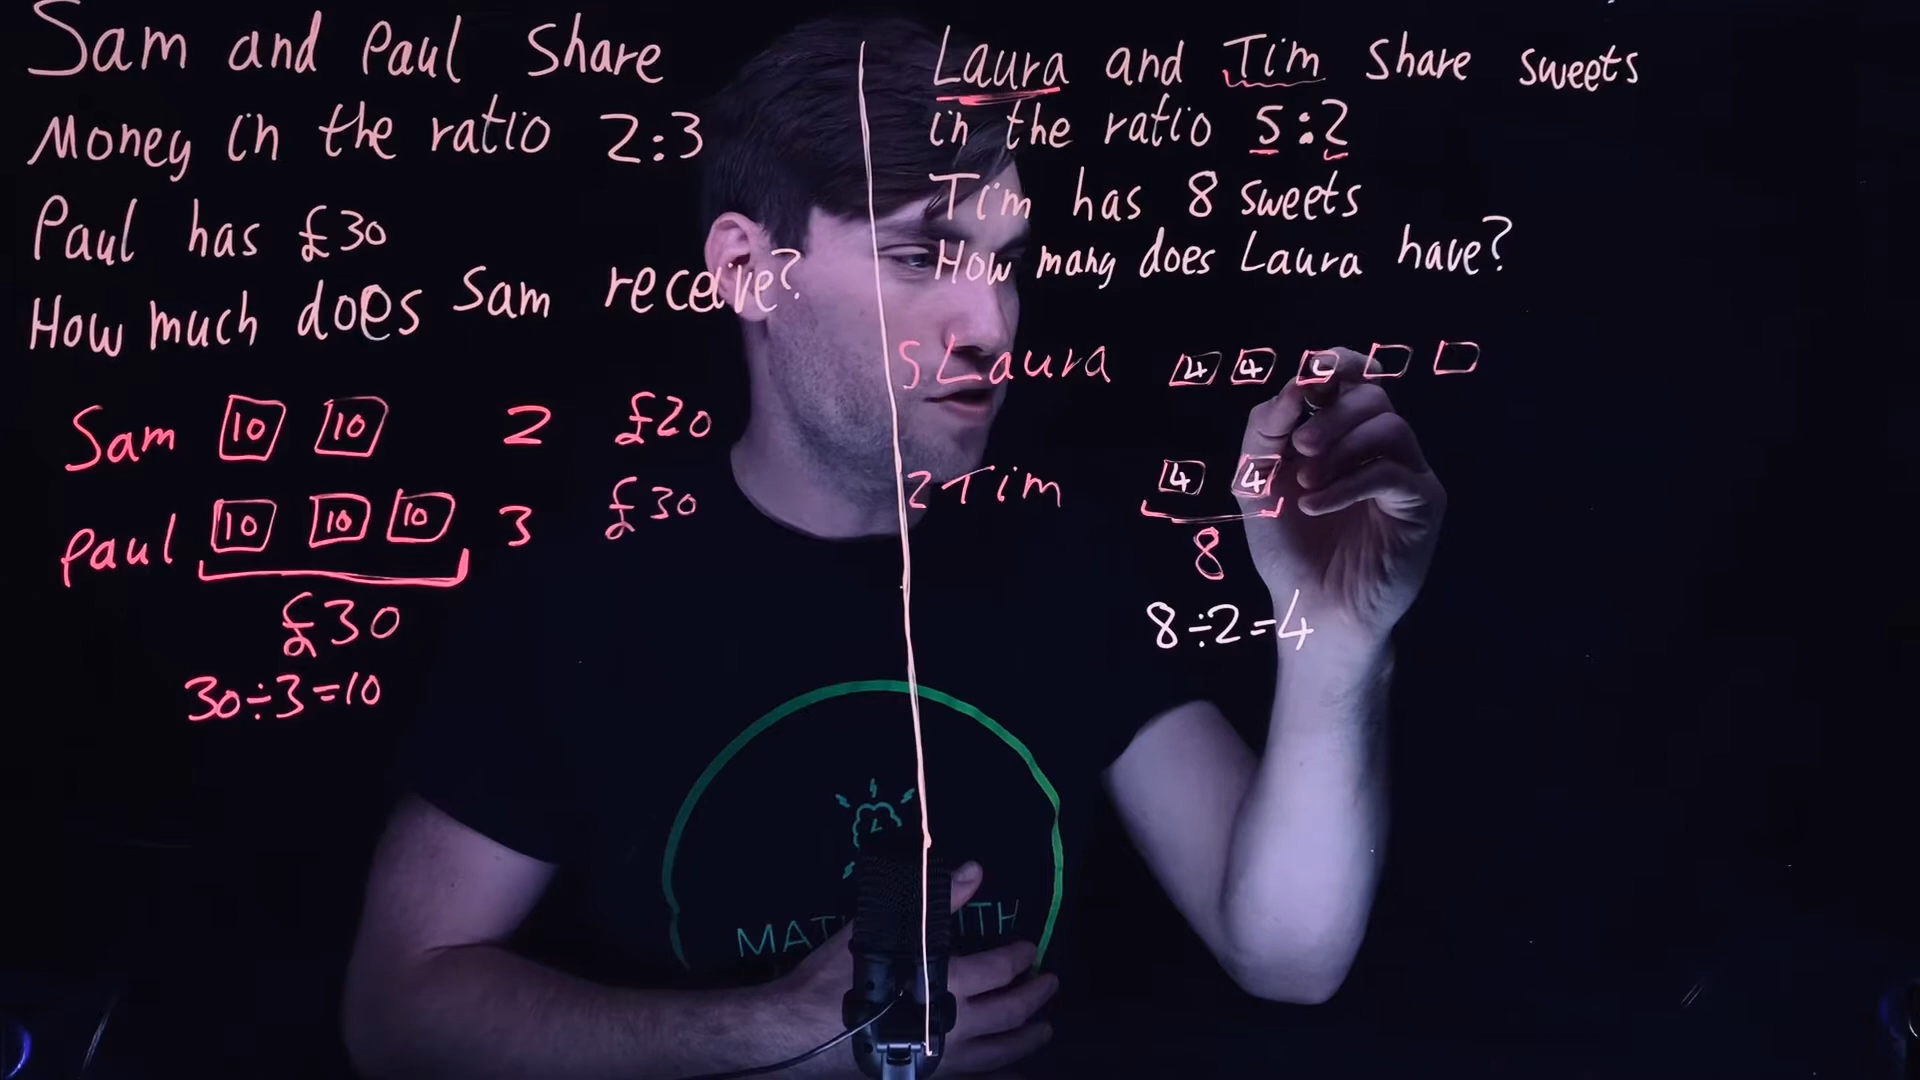 Sam and Paul Share
Money in the ratio 2:3
Paul has £30
How much does Sam receive?
Sam 10 10 2 £20
Paul 10 10 10 3 £30
£30
30÷3=10
Laura and Tim share sweets
in the ratio 5:2
Tim has 8 sweets
How many does Laura have?
5 Laura 4 4
2 Tim 4 4
8
8÷2=4